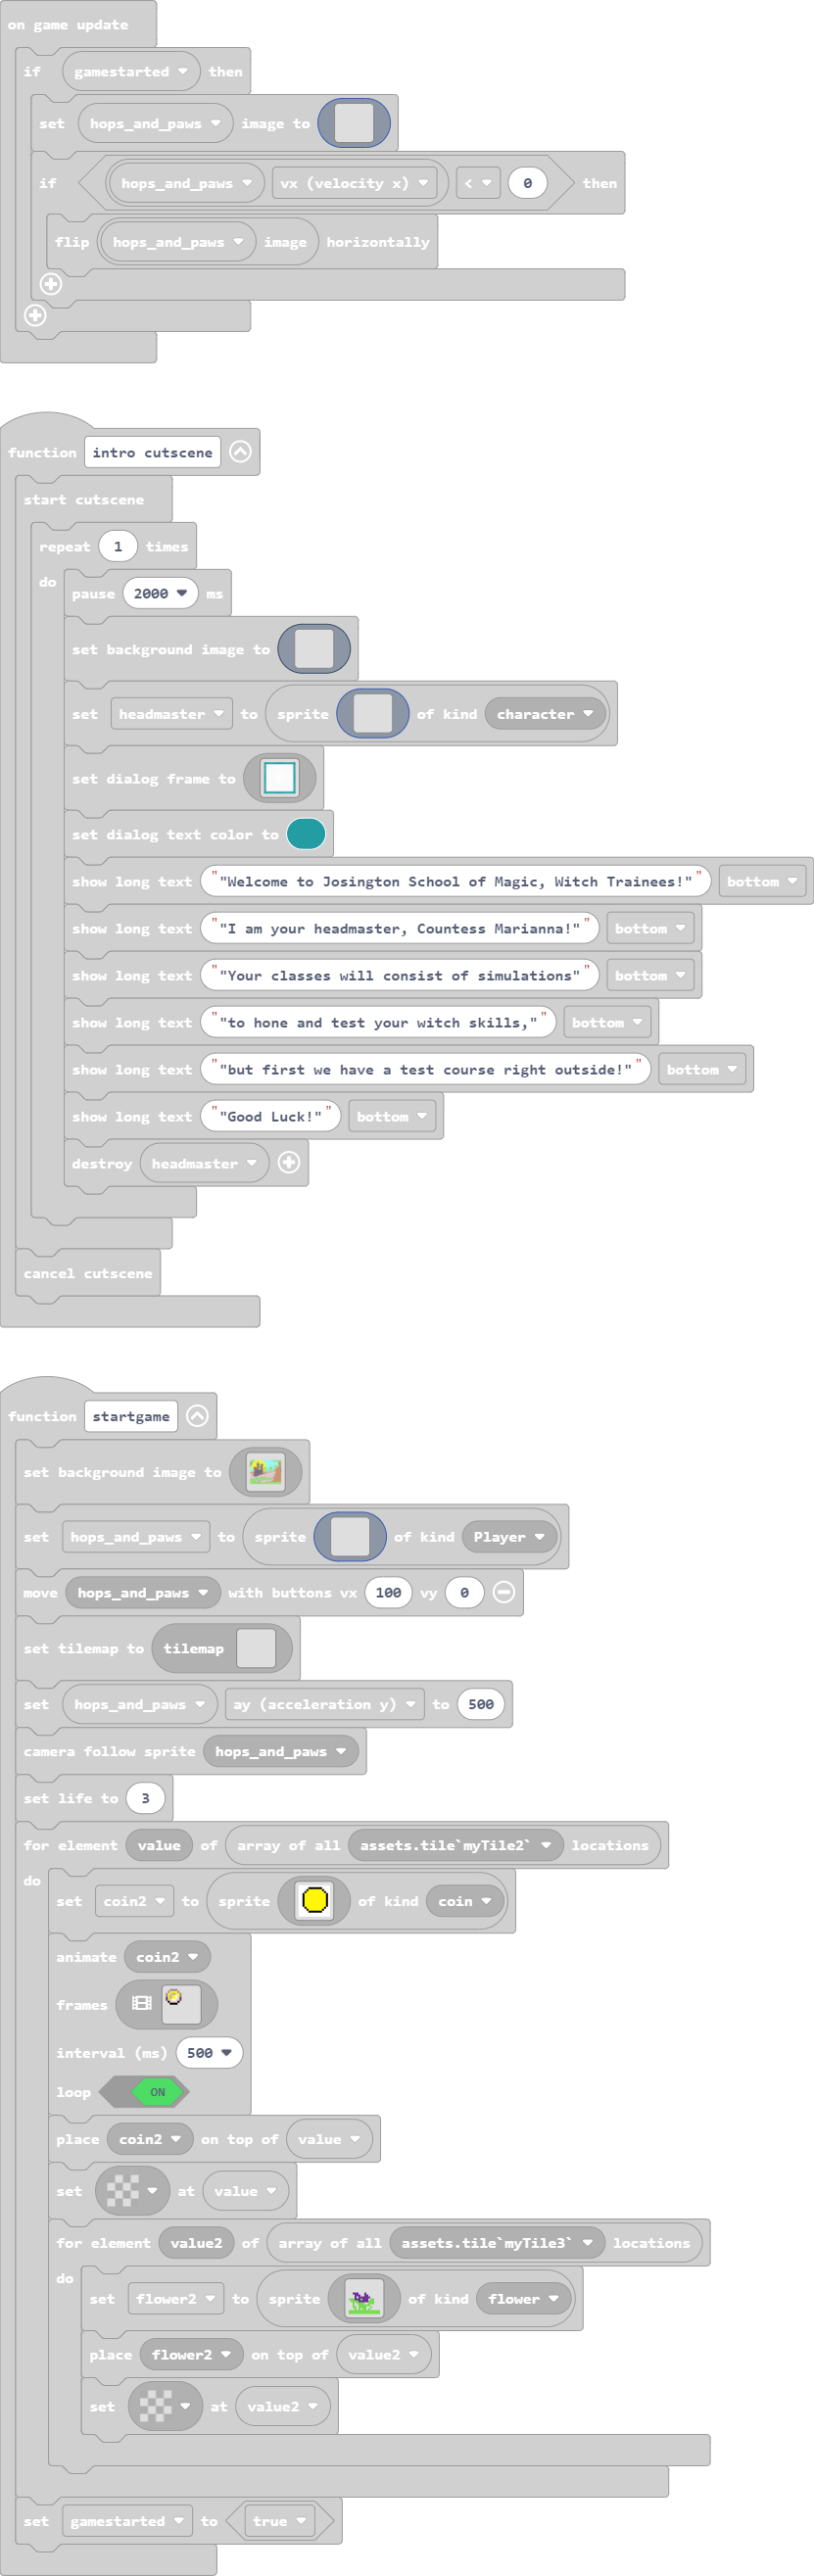 on game update
if gamestarted then
set hops_and_paws image to
if hops_and_paws vx (velocity x) < 0 then
flip hops_and_paws image horizontally
function intro cutscene
start cutscene
repeat 1 times
do
pause 2000 ms
set background image to
set headmaster to sprite of kind character
set dialog frame to
set dialog text color to
show long text ""Welcome to Josington School of Magic, Witch Trainees!"" bottom
show long text ""I am your headmaster, Countess Marianna!"" bottom
show long text ""Your classes will consist of simulations"" bottom
show long text ""to hone and test your witch skills,"" bottom
show long text ""but first we have a test course right outside!"" bottom
show long text ""Good Luck!"" bottom
destroy headmaster
cancel cutscene
function startgame
set background image to
set hops_and_paws to sprite of kind Player
move hops_and_paws with buttons vx 100 vy 0
set tilemap to tilemap
set hops_and_paws ay (acceleration y) to 500
camera follow sprite hops_and_paws
set life to 3
for element value of array of all assets.tile`myTile2` locations
do
set coin2 to sprite of kind coin
animate coin2
frames
interval (ms) 500
loop ON
place coin2 on top of value
set at value
for element value2 of array of all assets.tile`myTile3` locations
do
set flower2 to sprite of kind flower
place flower2 on top of value2
set at value2
set gamestarted to true